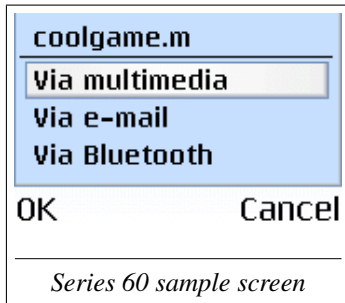 coolgame.m
Via multimedia
Via e-mail
Via Bluetooth
OK Cancel
Series 60 sample screen